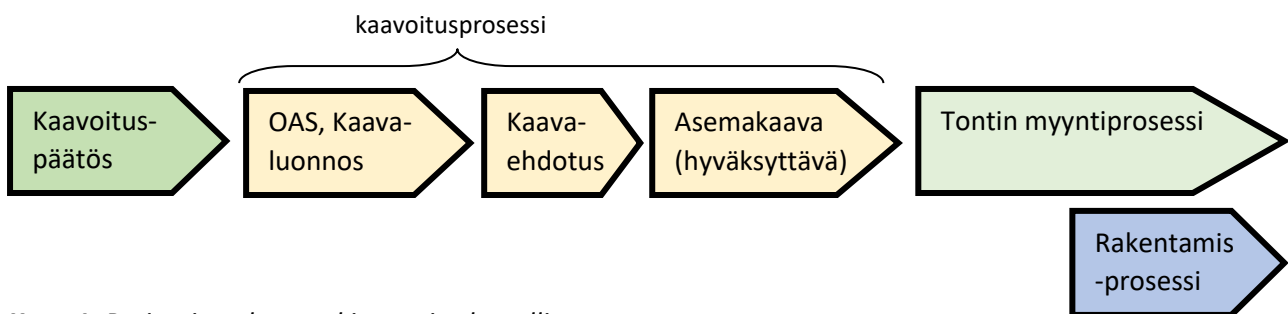 kaavoitusprosessi
Kaavoitus-
päätös
OAS, Kaava-
luonnos
Kaava-
ehdotus
Asemakaava
(hyväksyttävä)
Tontin myyntiprosessi
Rakentamis
-prosessi